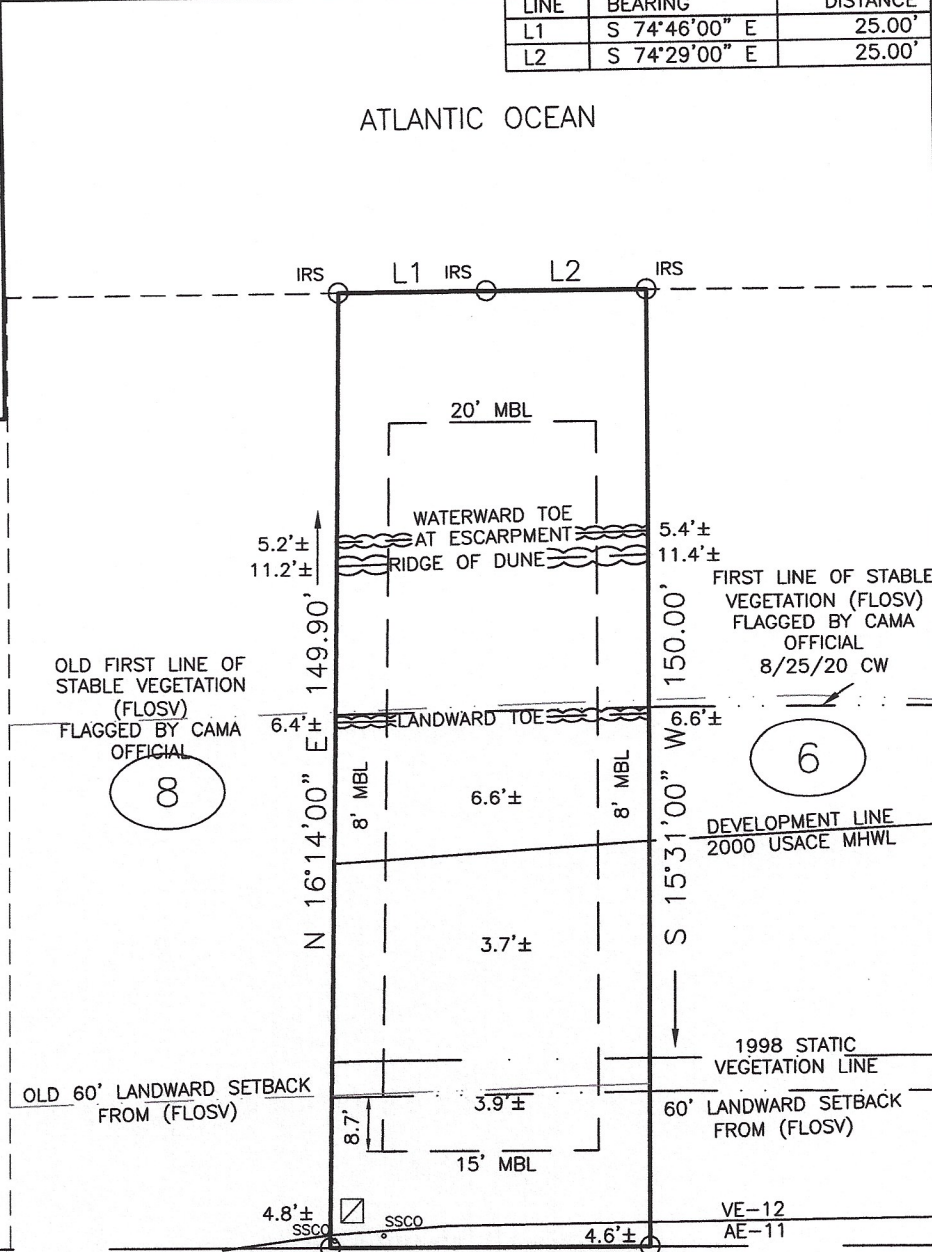 LINE BEARING DISTANCE
L1 S 74°46'00" E 25.00'
L2 S 74°29'00" E 25.00'
ATLANTIC OCEAN
IRS L1 IRS L2 IRS
20' MBL
WATERWARD TOE
AT ESCARPMENT
5.2'± 5.4'±
11.2'± RIDGE OF DUNE 11.4'±
FIRST LINE OF STABLE
VEGETATION (FLOSV)
FLAGGED BY CAMA
OFFICIAL
8/25/20 CW
OLD FIRST LINE OF
STABLE VEGETATION
(FLOSV)
FLAGGED BY CAMA
OFFICIAL
6.4'± LANDWARD TOE 6.6'±
8
6
N 16°14'00" E 149.90'
S 15°31'00" W 150.00'
8' MBL
8' MBL
6.6'±
DEVELOPMENT LINE
2000 USACE MHWL
3.7'±
1998 STATIC
VEGETATION LINE
OLD 60' LANDWARD SETBACK
FROM (FLOSV)
3.9'±
60' LANDWARD SETBACK
FROM (FLOSV)
8.7'
15' MBL
4.8'±
SSCO SSCO
4.6'±
VE-12
AE-11